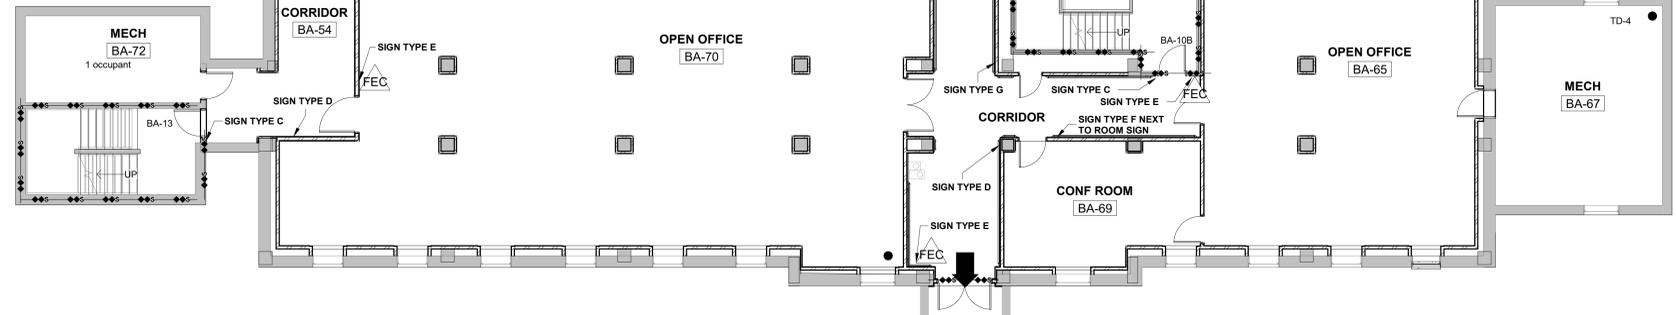 MECH
BA-72
1 occupant
CORRIDOR
BA-54
SIGN TYPE E
FEC
SIGN TYPE D
SIGN TYPE C
BA-13
UP
OPEN OFFICE
BA-70
UP
BA-10B
SIGN TYPE G
SIGN TYPE C
SIGN TYPE E
FEC
CORRIDOR
SIGN TYPE F NEXT
TO ROOM SIGN
SIGN TYPE D
SIGN TYPE E
FEC
CONF ROOM
BA-69
OPEN OFFICE
BA-65
TD-4
MECH
BA-67
S S S S S
S S S S S